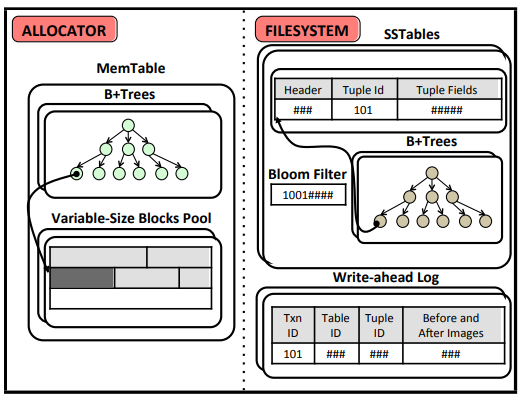 ALLOCATOR
MemTable
B+Trees
Variable-Size Blocks Pool
FILESYSTEM
SSTables
Header Tuple Id Tuple Fields
### 101 #####
B+Trees
Bloom Filter
1001####
Write-ahead Log
Txn ID Table ID Tuple ID Before and After Images
101 ### ### ###